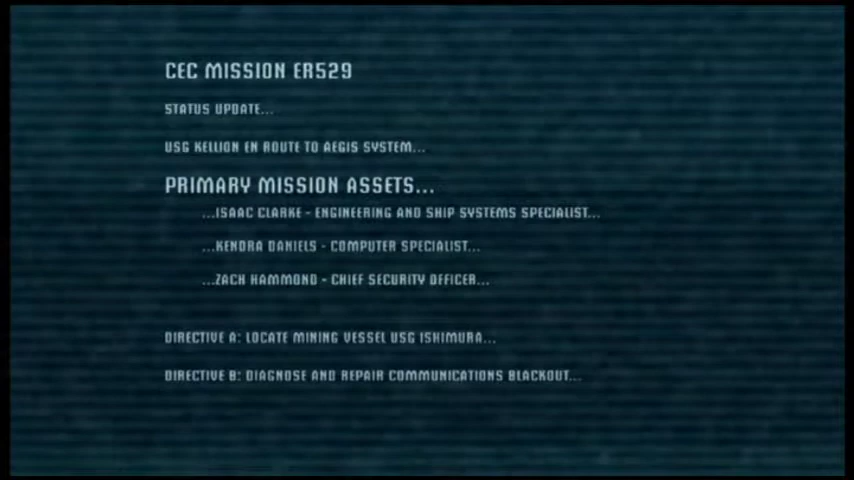 CEC MISSION ER529
STATUS UPDATE...
USG KELLION EN ROUTE TO AEGIS SYSTEM...
PRIMARY MISSION ASSETS...
...ISAAC CLARKE - ENGINEERING AND SHIP SYSTEMS SPECIALIST...
...KENDRA DANIELS - COMPUTER SPECIALIST...
...ZACH HAMMOND - CHIEF SECURITY OFFICER...
DIRECTIVE A: LOCATE MINING VESSEL USG ISHIMURA...
DIRECTIVE B: DIAGNOSE AND REPAIR COMMUNICATIONS BLACKOUT...